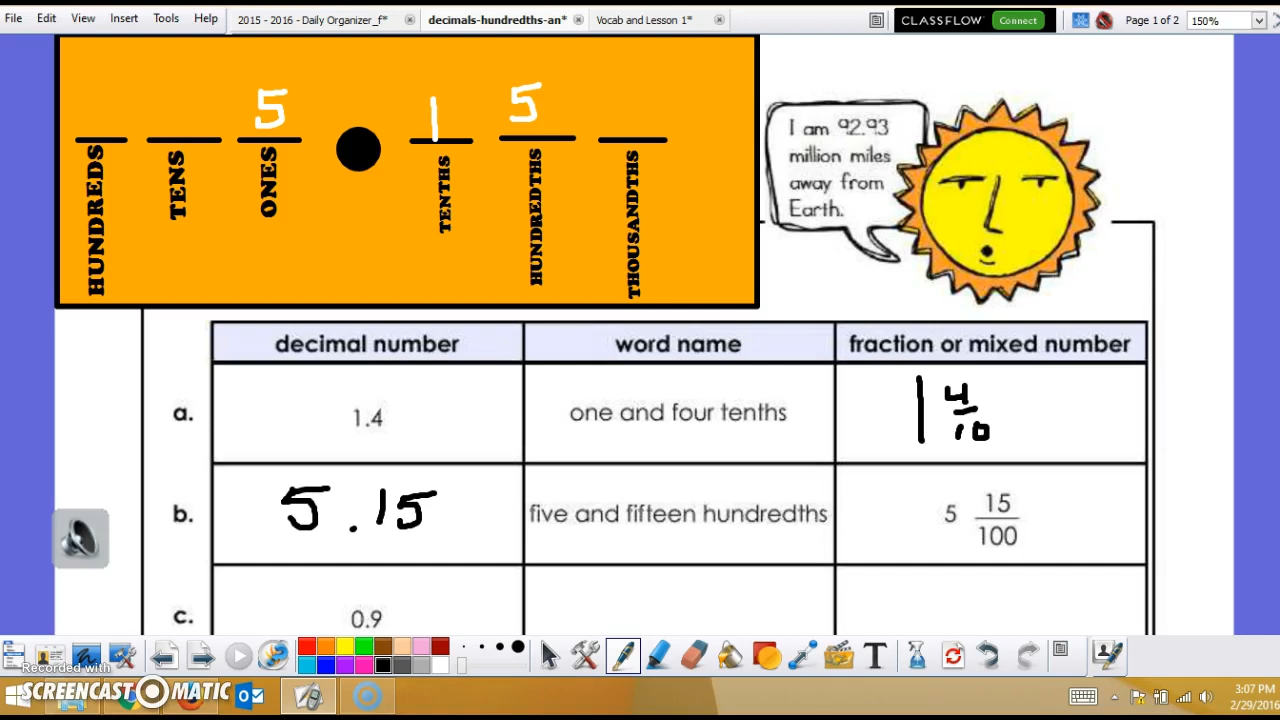 File Edit View Insert Tools Help
2015 - 2016 - Daily Organizer_f*
decimals-hundredths-an*
Vocab and Lesson 1*
CLASSFLOW Connect
Page 1 of 2
150%
5 1 5
HUNDREDS
TENS
ONES
TENTHS
HUNDREDTHS
THOUSANDTHS
I am 92.93
million miles
away from
Earth.
decimal number word name fraction or mixed number
a. 1.4 one and four tenths 1 4/10
b. 5.15 five and fifteen hundredths 5 15/100
c. 0.9
T
Recorded with
SCREENCAST MATIC
3:07 PM
2/29/2016